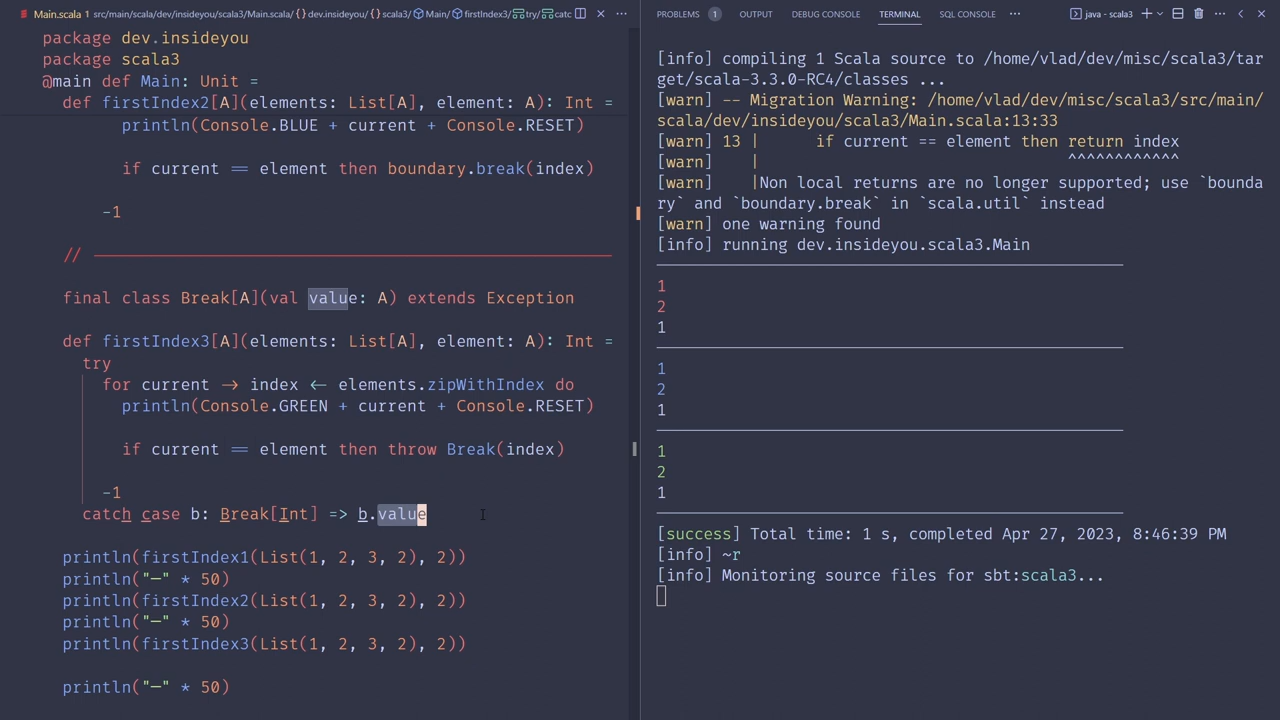 Main.scala 1 src/main/scala/dev/insideyou/scala3/Main.scala/ dev.insideyou/ scala3/ Main/ firstIndex3/ try/ catc
package dev.insideyou
package scala3
@main def Main: Unit =
def firstIndex2[A](elements: List[A], element: A): Int =
println(Console.BLUE + current + Console.RESET)
if current == element then boundary.break(index)
-1
// ──────────────────────────────────────────────────
final class Break[A](val value: A) extends Exception
def firstIndex3[A](elements: List[A], element: A): Int =
try
for current → index ← elements.zipWithIndex do
println(Console.GREEN + current + Console.RESET)
if current == element then throw Break(index)
-1
catch case b: Break[Int] => b.value
println(firstIndex1(List(1, 2, 3, 2), 2))
println("─" * 50)
println(firstIndex2(List(1, 2, 3, 2), 2))
println("─" * 50)
println(firstIndex3(List(1, 2, 3, 2), 2))
println("─" * 50)
PROBLEMS 1 OUTPUT DEBUG CONSOLE TERMINAL SQL CONSOLE ··· java - scala3
[info] compiling 1 Scala source to /home/vlad/dev/misc/scala3/tar
get/scala-3.3.0-RC4/classes ...
[warn] -- Migration Warning: /home/vlad/dev/misc/scala3/src/main/
scala/dev/insideyou/scala3/Main.scala:13:33
[warn] 13 |      if current == element then return index
[warn]    |                                 ^^^^^^^^^^^^
[warn]    |Non local returns are no longer supported; use `bounda
ry` and `boundary.break` in `scala.util` instead
[warn] one warning found
[info] running dev.insideyou.scala3.Main
──────────────────────────────────────────────────
1
2
1
──────────────────────────────────────────────────
1
2
1
──────────────────────────────────────────────────
1
2
1
──────────────────────────────────────────────────
[success] Total time: 1 s, completed Apr 27, 2023, 8:46:39 PM
[info] ~r
[info] Monitoring source files for sbt:scala3...